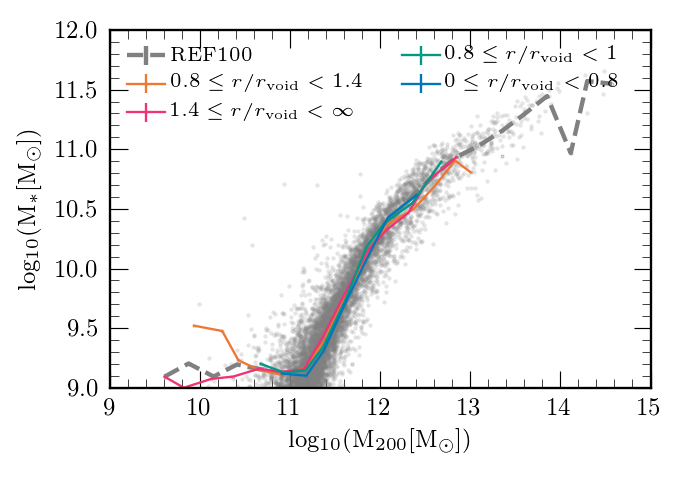 12.0
11.5
11.0
10.5
10.0
9.5
9.0
log₁₀(M∗[M⊙])
REF100
0.8 ≤ r/r_void < 1.4
1.4 ≤ r/r_void < ∞
0.8 ≤ r/r_void < 1
0 ≤ r/r_void < 0.8
9 10 11 12 13 14 15
log₁₀(M₂₀₀[M⊙])